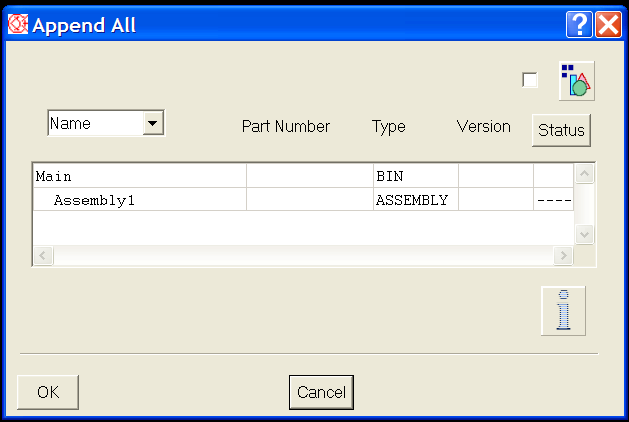 Append All
Name Part Number Type Version Status
Main BIN
Assembly1 ASSEMBLY ----
OK Cancel